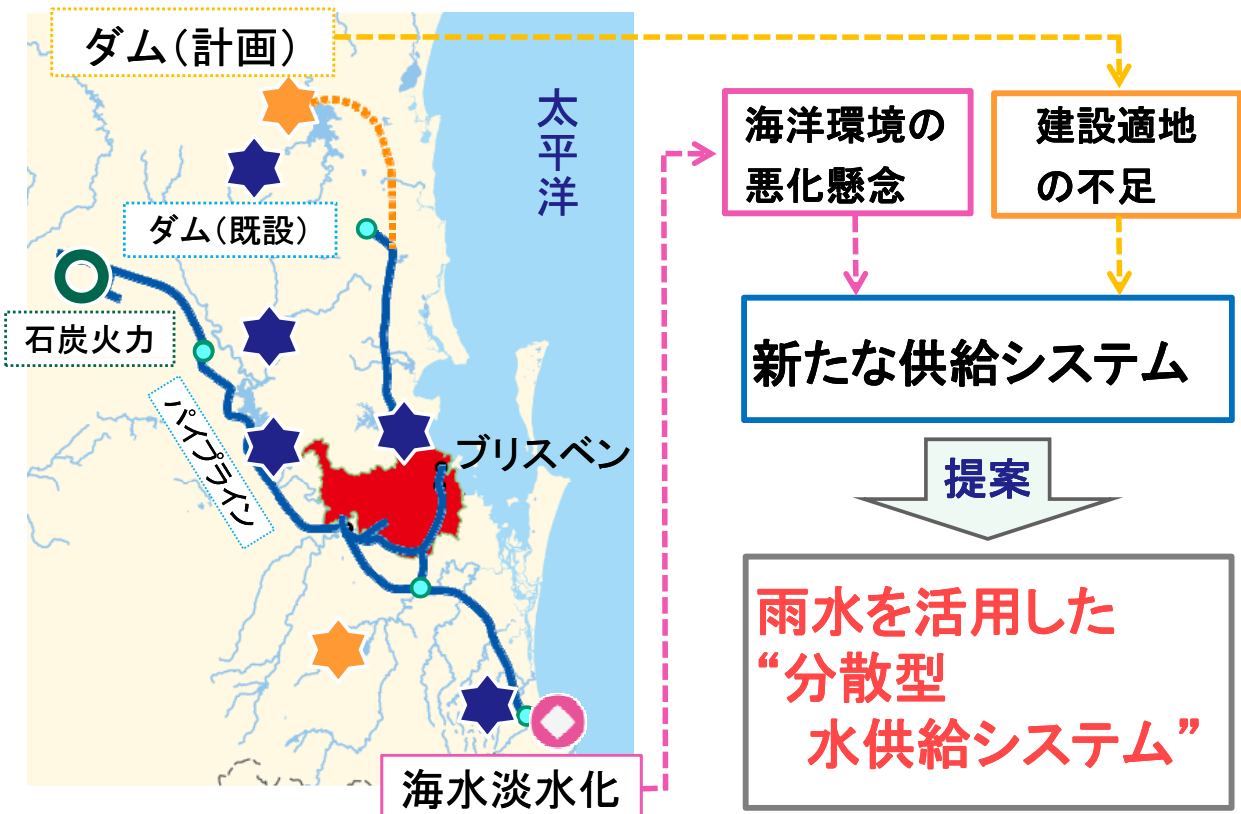 ダム（計画）
太平洋
ダム（既設）
石炭火力
パイプライン
ブリスベン
海水淡水化
海洋環境の
悪化懸念
建設適地
の不足
新たな供給システム
提案
雨水を活用した
“分散型
水供給システム”